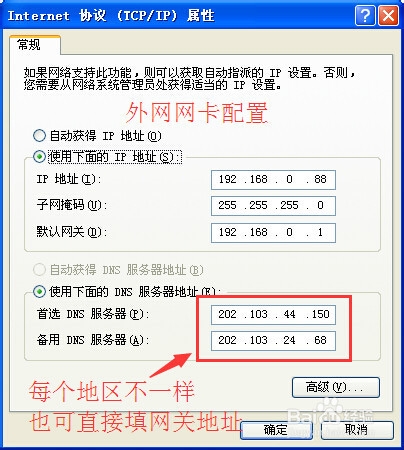 Internet 协议 (TCP/IP) 属性
常规
如果网络支持此功能，则可以获取自动指派的 IP 设置。否则，
您需要从网络系统管理员处获得适当的 IP 设置。
外网网卡配置
自动获得 IP 地址(O)
使用下面的 IP 地址(S):
IP 地址(I): 192 .168 . 0 . 88
子网掩码(U): 255 .255 .255 . 0
默认网关(D): 192 .168 . 0 . 1
自动获得 DNS 服务器地址(B)
使用下面的 DNS 服务器地址(E):
首选 DNS 服务器(P): 202 .103 . 44 .150
备用 DNS 服务器(A): 202 .103 . 24 . 68
每个地区不一样
也可直接填网关地址
高级(V)...
确定 取消